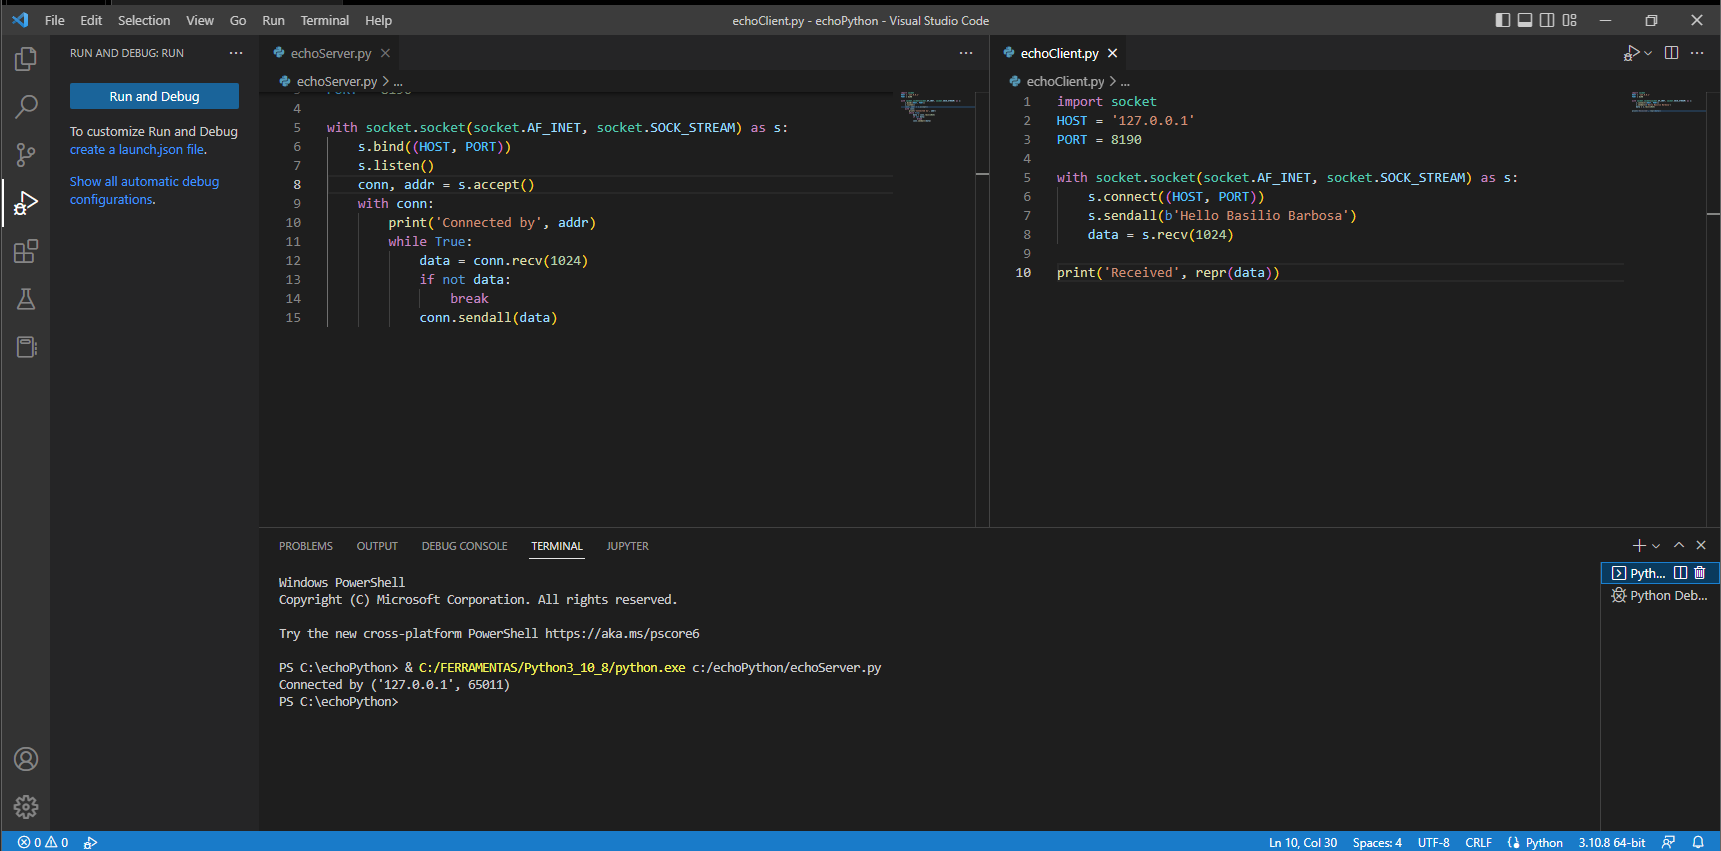 File Edit Selection View Go Run Terminal Help
echoClient.py - echoPython - Visual Studio Code
RUN AND DEBUG: RUN
Run and Debug
To customize Run and Debug
create a launch.json file.
Show all automatic debug
configurations.
echoServer.py
echoServer.py > ...
4
5 with socket.socket(socket.AF_INET, socket.SOCK_STREAM) as s:
6 s.bind((HOST, PORT))
7 s.listen()
8 conn, addr = s.accept()
9 with conn:
10 print('Connected by', addr)
11 while True:
12 data = conn.recv(1024)
13 if not data:
14 break
15 conn.sendall(data)
echoClient.py
echoClient.py > ...
1 import socket
2 HOST = '127.0.0.1'
3 PORT = 8190
4
5 with socket.socket(socket.AF_INET, socket.SOCK_STREAM) as s:
6 s.connect((HOST, PORT))
7 s.sendall(b'Hello Basilio Barbosa')
8 data = s.recv(1024)
9
10 print('Received', repr(data))
PROBLEMS OUTPUT DEBUG CONSOLE TERMINAL JUPYTER
Windows PowerShell
Copyright (C) Microsoft Corporation. All rights reserved.
Try the new cross-platform PowerShell https://aka.ms/pscore6
PS C:\echoPython> & C:/FERRAMENTAS/Python3_10_8/python.exe c:/echoPython/echoServer.py
Connected by ('127.0.0.1', 65011)
PS C:\echoPython>
Pyth...
Python Deb...
0 0
Ln 10, Col 30 Spaces: 4 UTF-8 CRLF Python 3.10.8 64-bit